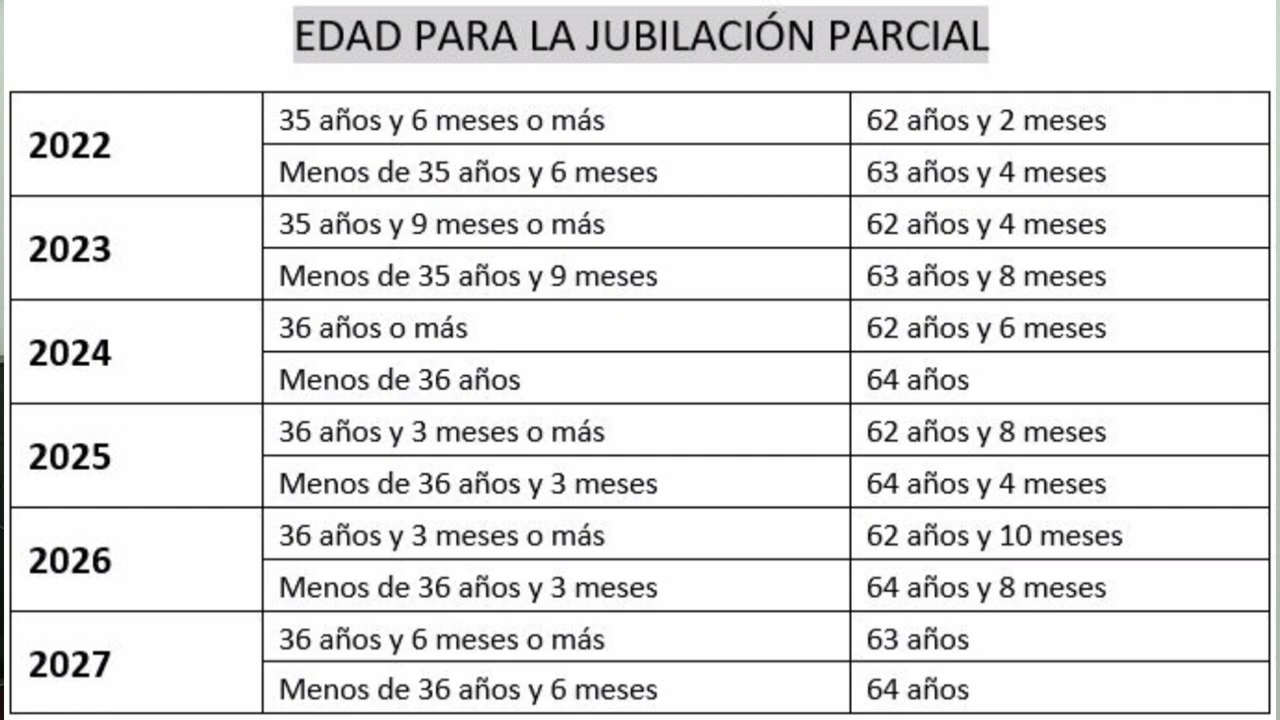 EDAD PARA LA JUBILACIÓN PARCIAL
2022
35 años y 6 meses o más
62 años y 2 meses
Menos de 35 años y 6 meses
63 años y 4 meses
2023
35 años y 9 meses o más
62 años y 4 meses
Menos de 35 años y 9 meses
63 años y 8 meses
2024
36 años o más
62 años y 6 meses
Menos de 36 años
64 años
2025
36 años y 3 meses o más
62 años y 8 meses
Menos de 36 años y 3 meses
64 años y 4 meses
2026
36 años y 3 meses o más
62 años y 10 meses
Menos de 36 años y 3 meses
64 años y 8 meses
2027
36 años y 6 meses o más
63 años
Menos de 36 años y 6 meses
64 años